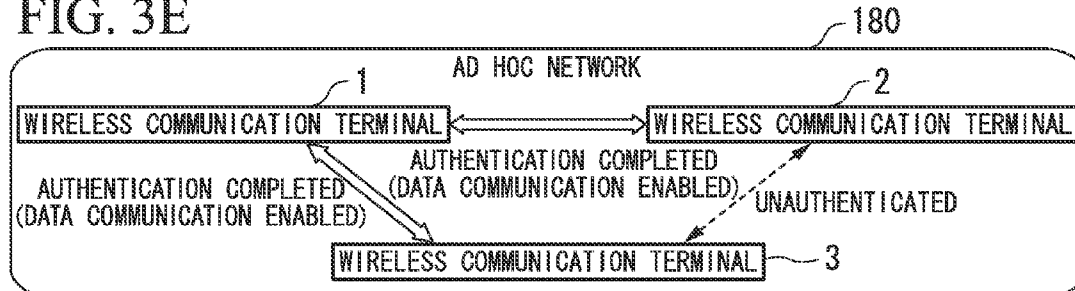 FIG. 3E
180
AD HOC NETWORK
1
2
WIRELESS COMMUNICATION TERMINAL
WIRELESS COMMUNICATION TERMINAL
AUTHENTICATION COMPLETED
(DATA COMMUNICATION ENABLED)
AUTHENTICATION COMPLETED
(DATA COMMUNICATION ENABLED)
UNAUTHENTICATED
WIRELESS COMMUNICATION TERMINAL
3